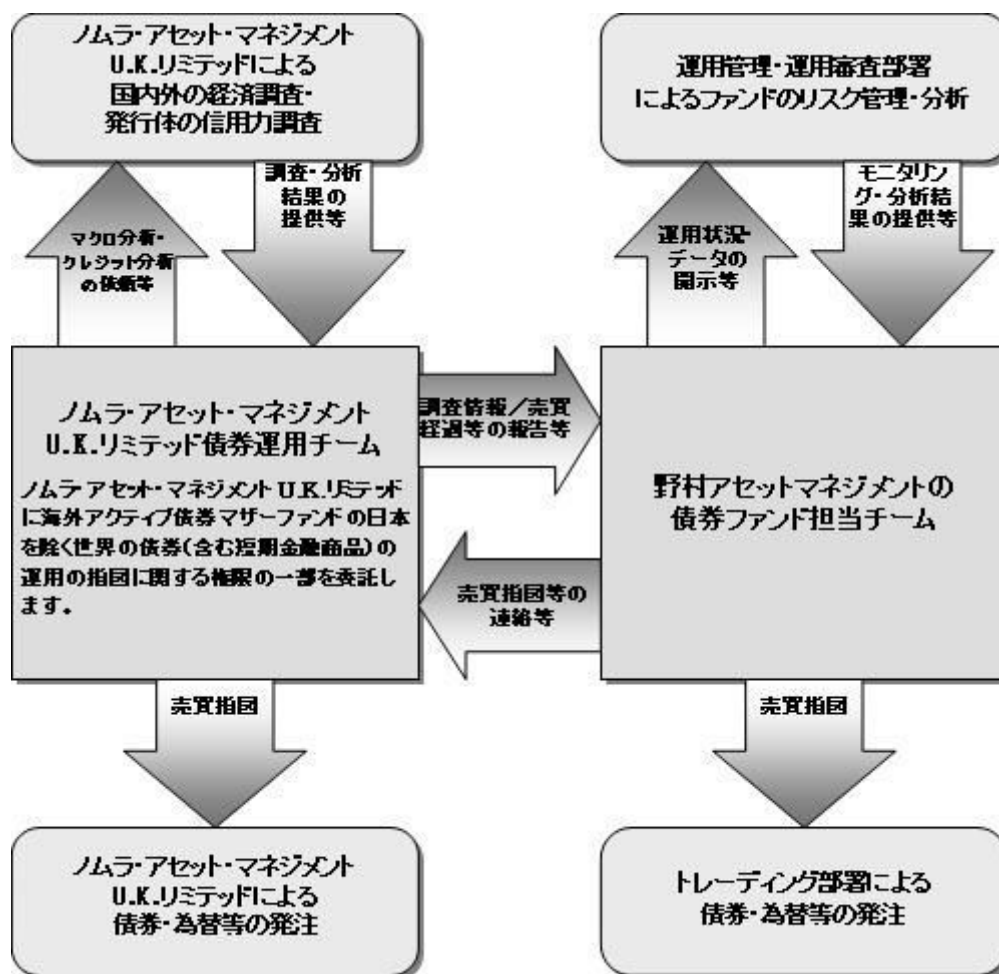 ノムラ・アセット・マネジメント
U.K.リミテッドによる
国内外の経済調査・
発行体の信用力調査
運用管理・運用審査部署
によるファンドのリスク管理・分析
マクロ分析・
クレジット分析
の依頼等
調査・分析
結果の
提供等
運用状況・
データの
開示等
モニタリン
グ・分析結
果の提供等
ノムラ・アセット・マネジメント
U.K.リミテッド債券運用チーム
ノムラ・アセット・マネジメント U.K.リミテッド
に海外アクティブ債券マザーファンドの日本
を除く世界の債券(含む短期金融商品)の
運用の指図に関する権限の一部を委託し
ます。
調査情報/売買
経過等の報告等
野村アセットマネジメントの
債券ファンド担当チーム
売買指図等の
連絡等
売買指図
売買指図
ノムラ・アセット・マネジメント
U.K.リミテッドによる
債券・為替等の発注
トレーディング部署による
債券・為替等の発注